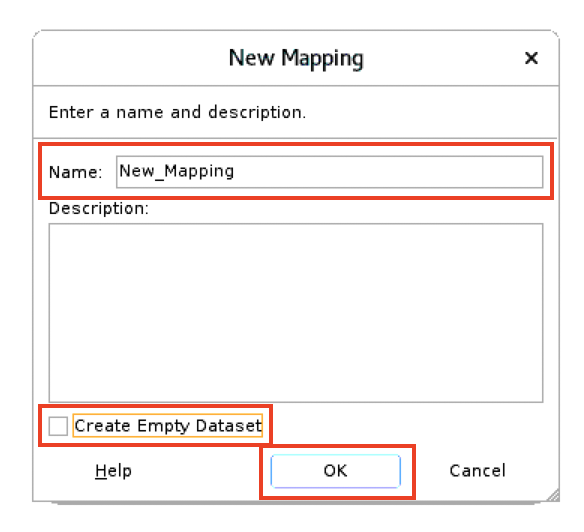 New Mapping ×
Enter a name and description.
Name: New_Mapping
Description:
Create Empty Dataset
Help OK Cancel